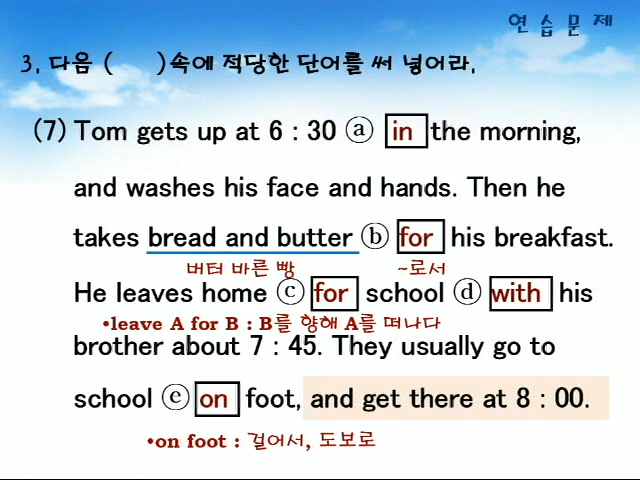 연 습 문 제
3. 다음 (      )속에 적당한 단어를 써 넣어라.
(7) Tom gets up at 6 : 30 ⓐ in the morning,
and washes his face and hands. Then he
takes bread and butter ⓑ for his breakfast.
버터 바른 빵 ~로서
He leaves home ⓒ for school ⓓ with his
•leave A for B : B를 향해 A를 떠나다
brother about 7 : 45. They usually go to
school ⓔ on foot, and get there at 8 : 00.
•on foot : 걸어서, 도보로